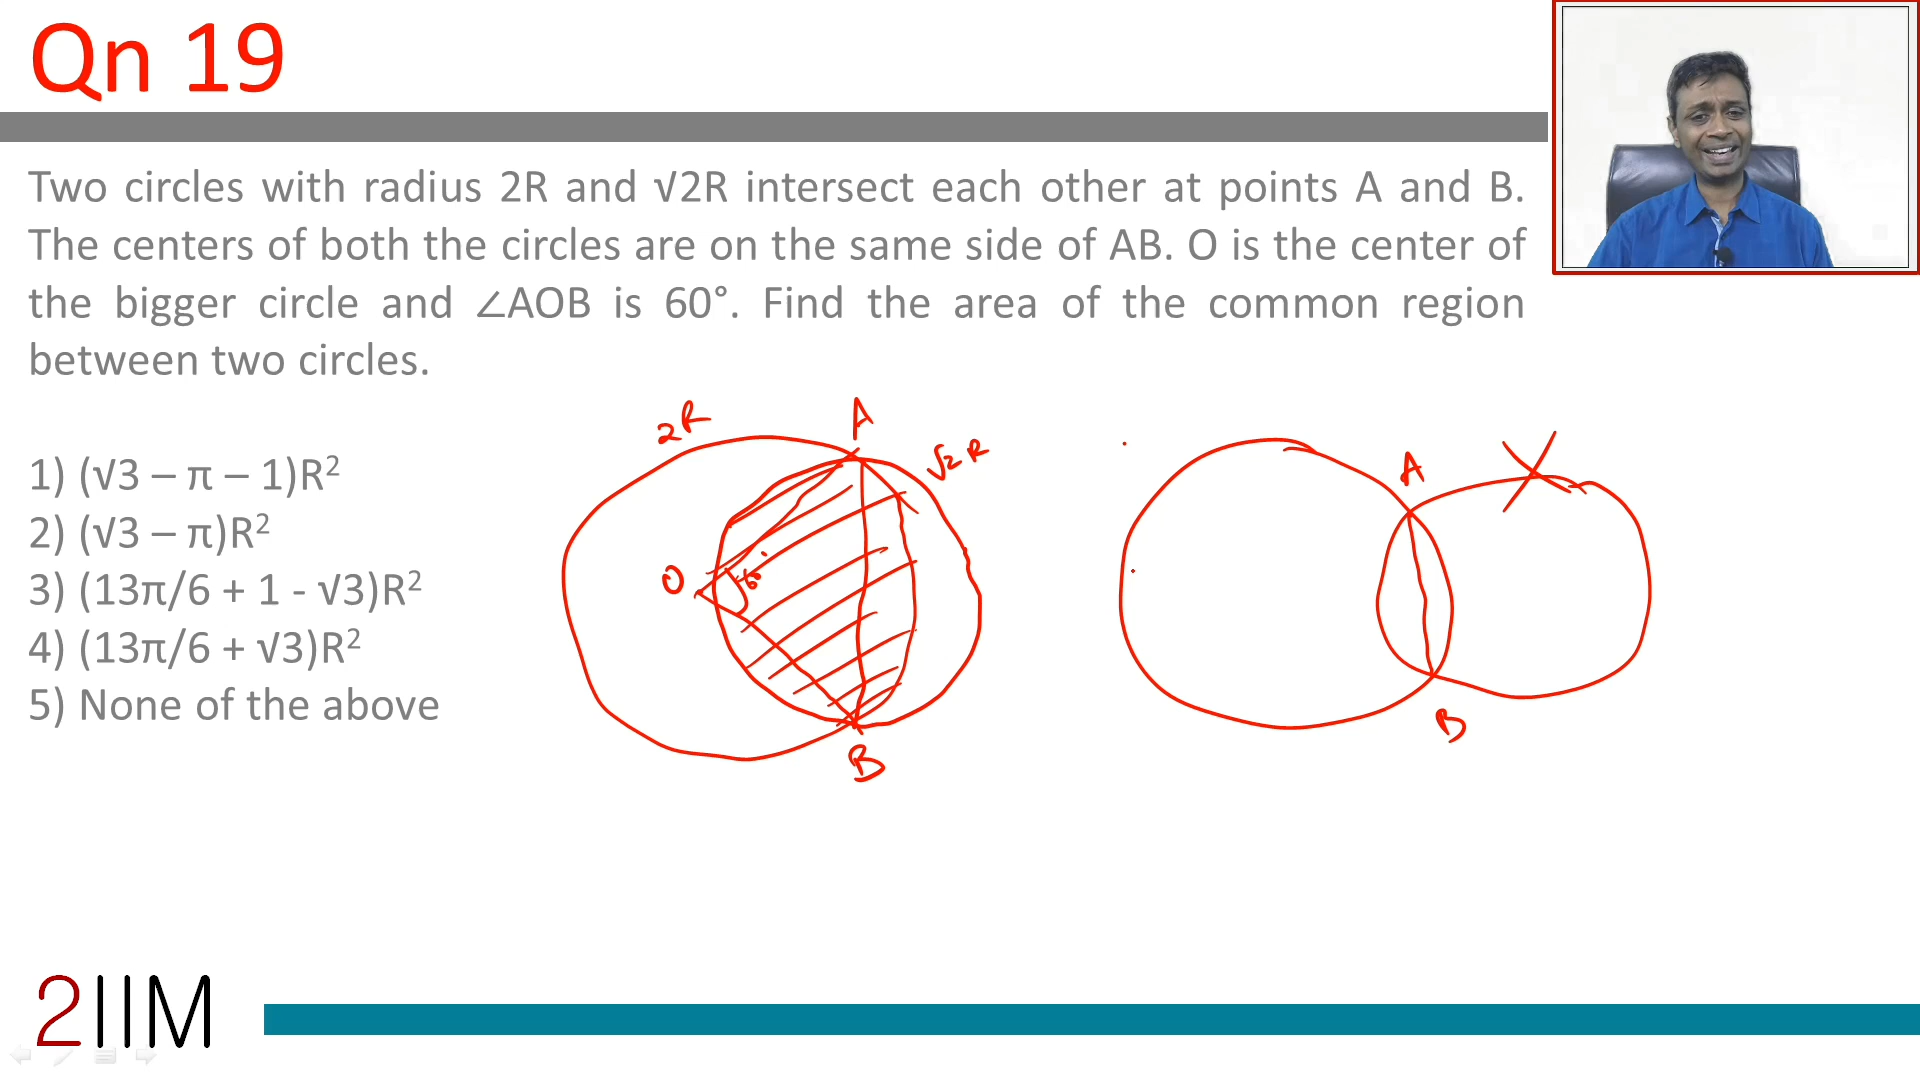 Qn 19
Two circles with radius 2R and √2R intersect each other at points A and B.
The centers of both the circles are on the same side of AB. O is the center of
the bigger circle and ∠AOB is 60°. Find the area of the common region
between two circles.
1) (√3 – π – 1)R²
2) (√3 – π)R²
3) (13π/6 + 1 - √3)R²
4) (13π/6 + √3)R²
5) None of the above
2R
A
√2 R
O
60
B
A
B
2IIM